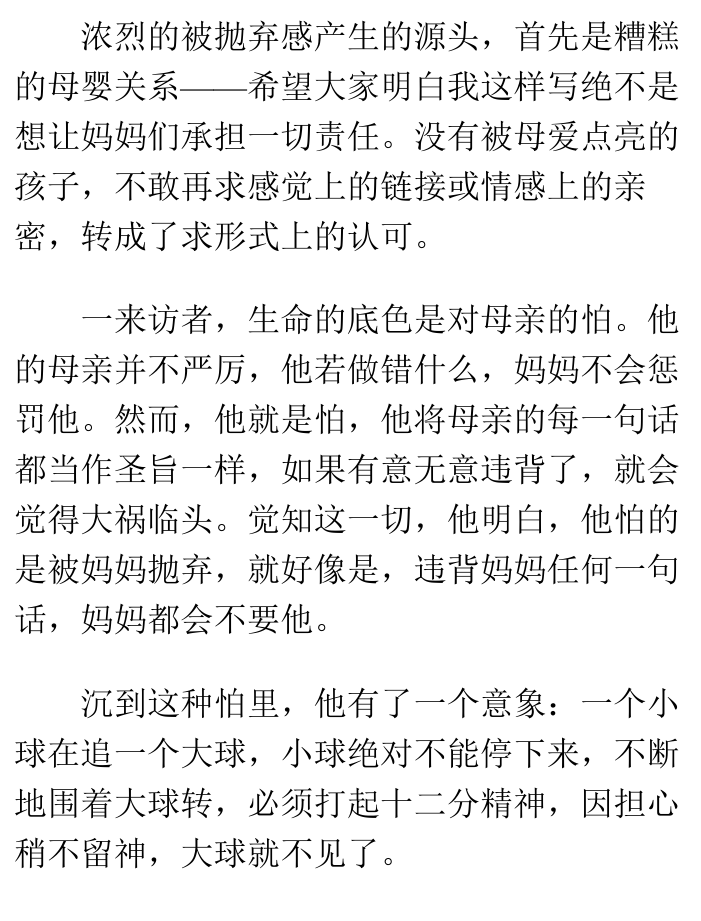 浓烈的被抛弃感产生的源头，首先是糟糕
的母婴关系——希望大家明白我这样写绝不是
想让妈妈们承担一切责任。没有被母爱点亮的
孩子，不敢再求感觉上的链接或情感上的亲
密，转成了求形式上的认可。
一来访者，生命的底色是对母亲的怕。他
的母亲并不严厉，他若做错什么，妈妈不会惩
罚他。然而，他就是怕，他将母亲的每一句话
都当作圣旨一样，如果有意无意违背了，就会
觉得大祸临头。觉知这一切，他明白，他怕的
是被妈妈抛弃，就好像是，违背妈妈任何一句
话，妈妈都会不要他。
沉到这种怕里，他有了一个意象：一个小
球在追一个大球，小球绝对不能停下来，不断
地围着大球转，必须打起十二分精神，因担心
稍不留神，大球就不见了。